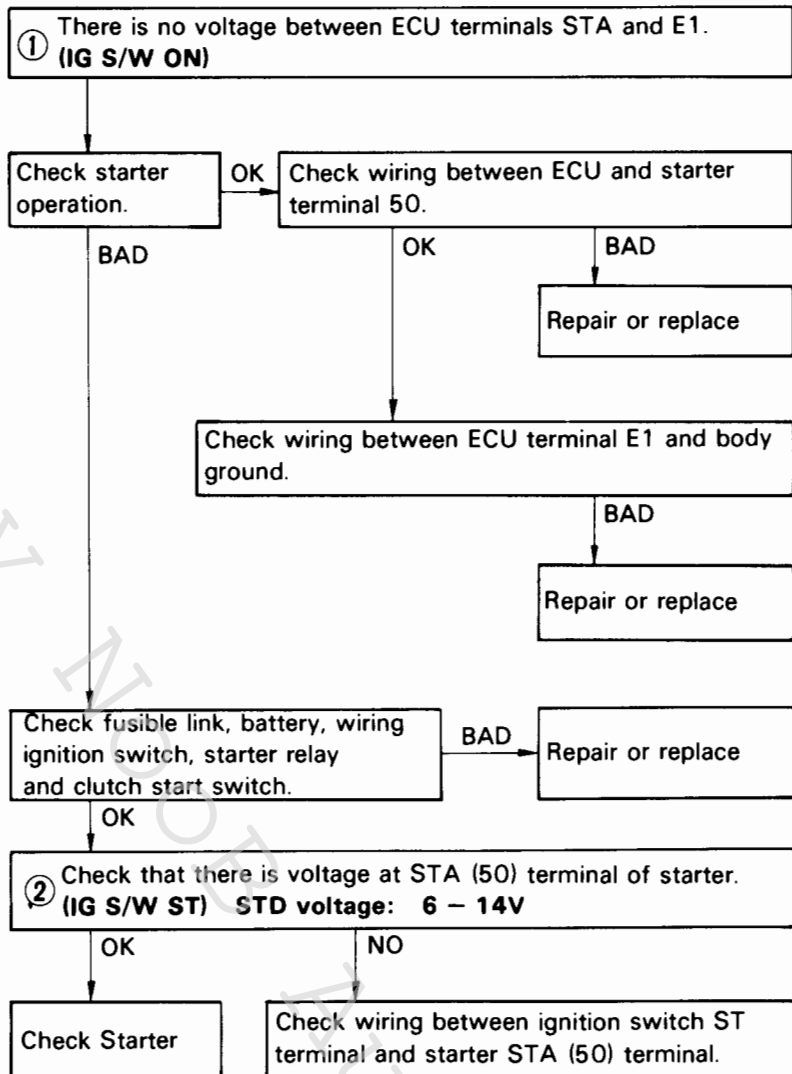 ① There is no voltage between ECU terminals STA and E1.
(IG S/W ON)
Check starter
operation.
OK
Check wiring between ECU and starter
terminal 50.
BAD
OK
BAD
Repair or replace
Check wiring between ECU terminal E1 and body
ground.
BAD
Repair or replace
Check fusible link, battery, wiring
ignition switch, starter relay
and clutch start switch.
BAD
Repair or replace
OK
② Check that there is voltage at STA (50) terminal of starter.
(IG S/W ST) STD voltage: 6 – 14V
OK
NO
Check Starter
Check wiring between ignition switch ST
terminal and starter STA (50) terminal.
NOOB